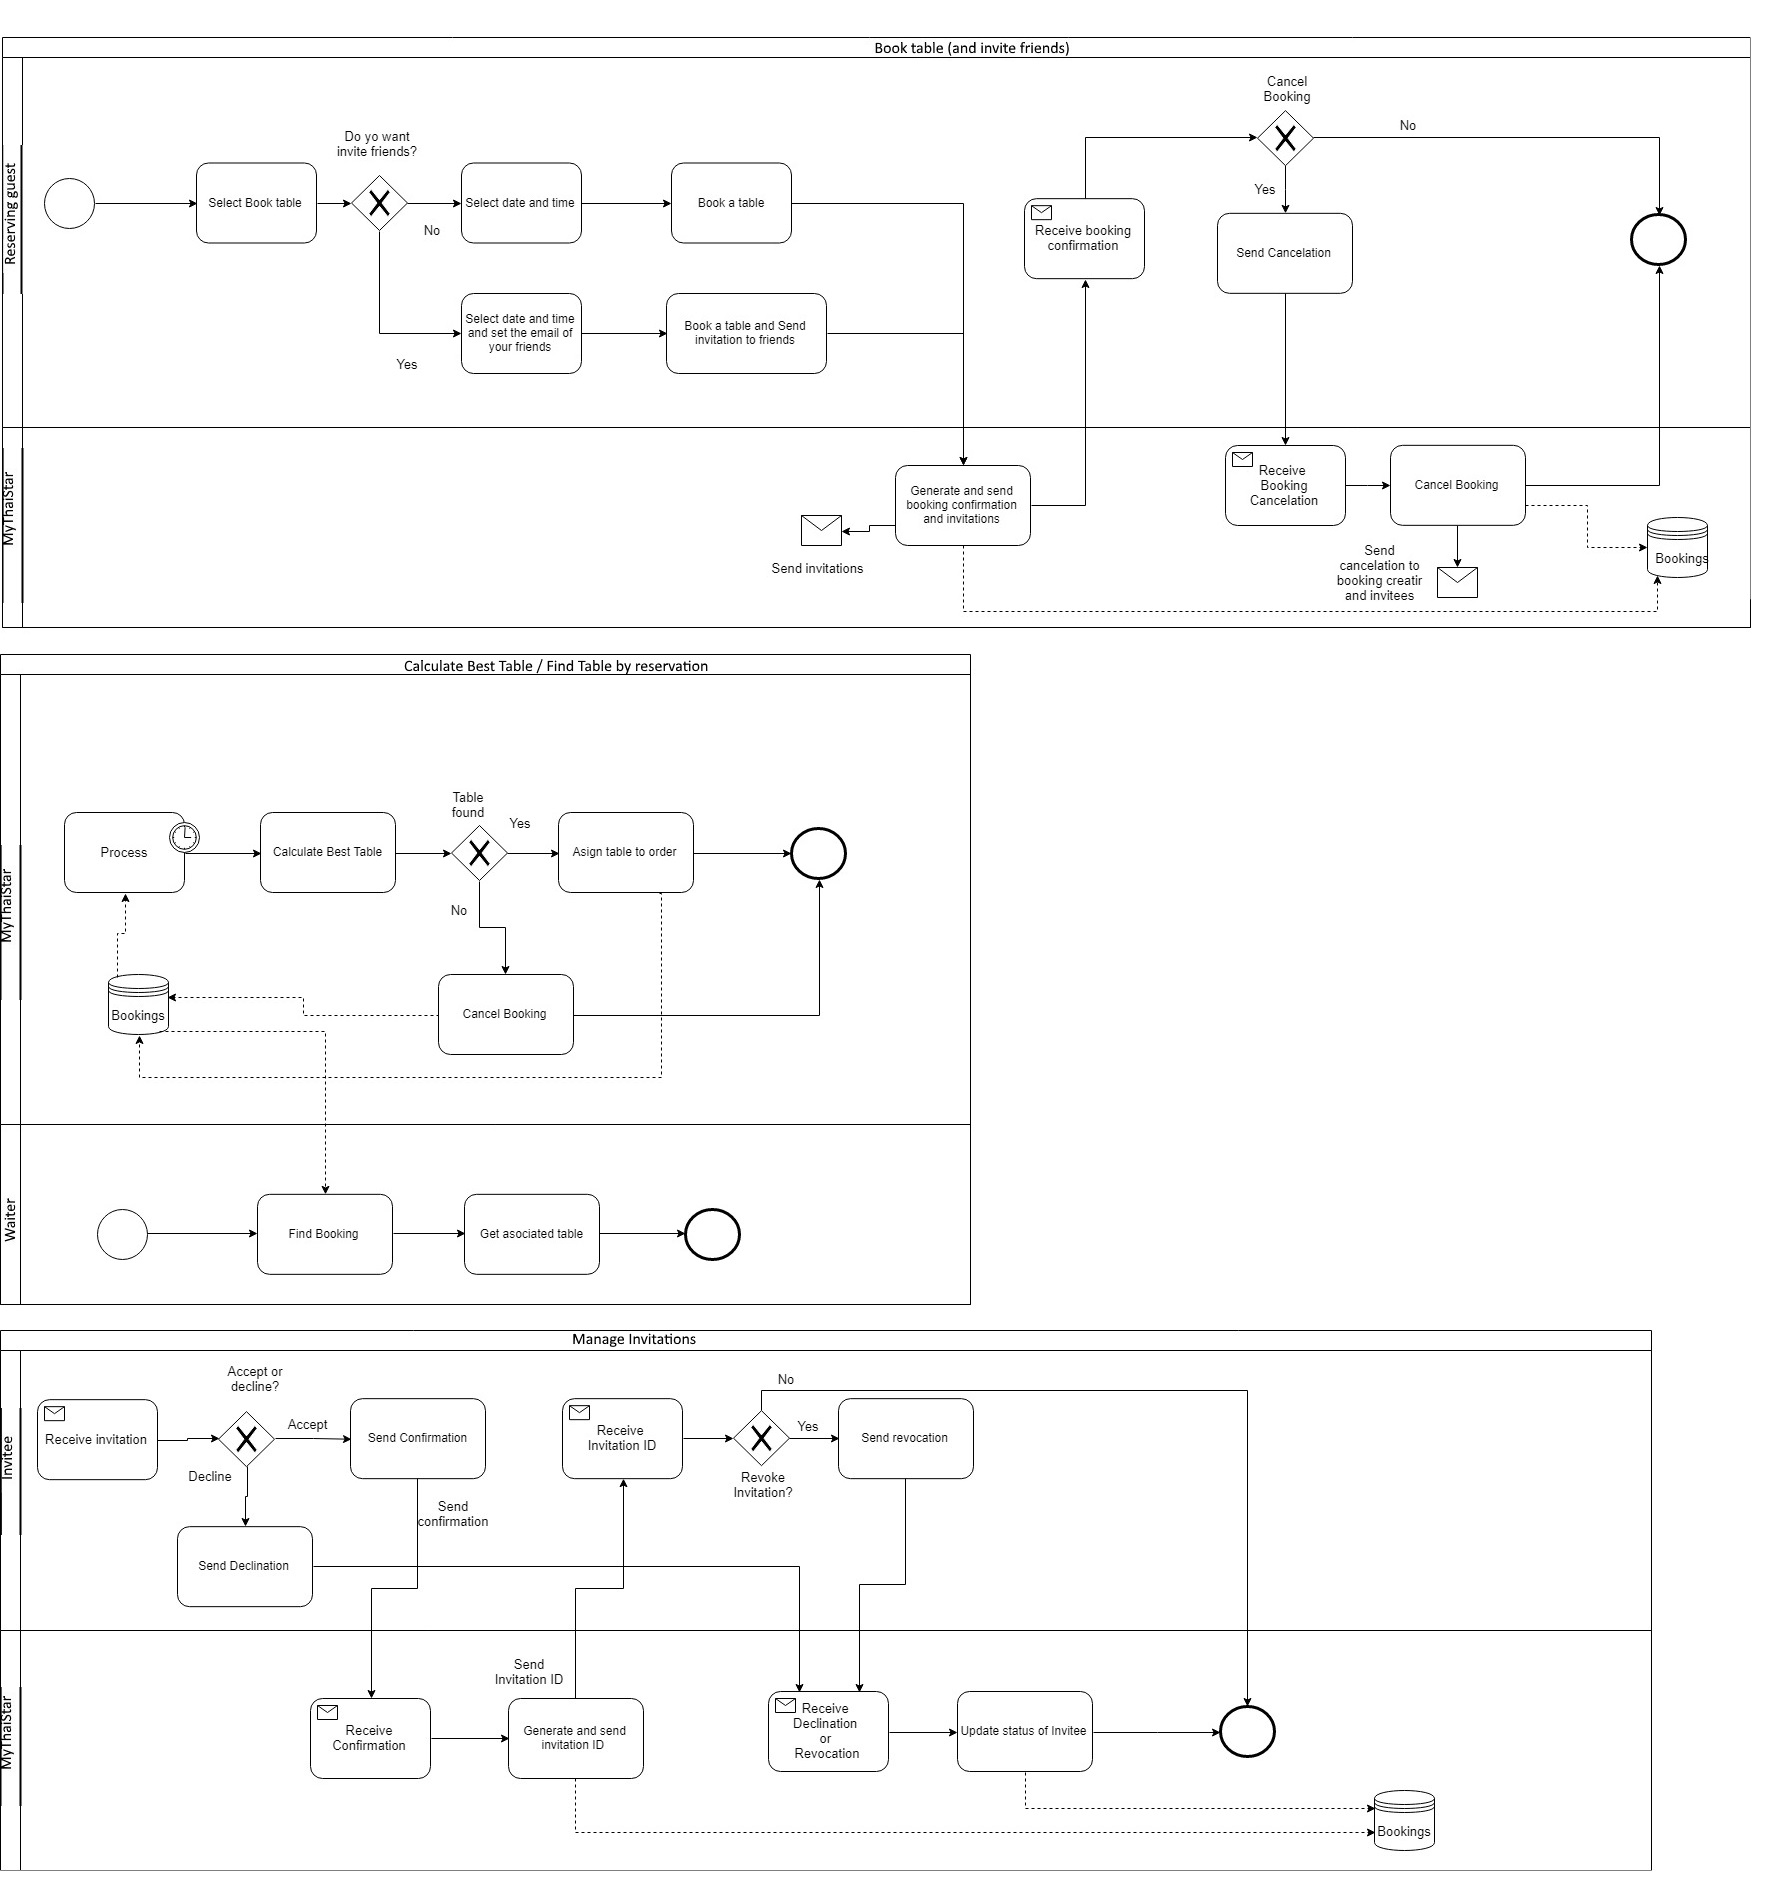 Book table (and invite friends)
Reserving guest
Select Book table
Do yo want
invite friends?
No
Yes
Select date and time
Book a table
Select date and time
and set the email of
your friends
Book a table and Send
invitation to friends
Receive booking
confirmation
Cancel
Booking
No
Yes
Send Cancelation
MyThaiStar
Send invitations
Generate and send
booking confirmation
and invitations
Receive
Booking
Cancelation
Cancel Booking
Send
cancelation to
booking creatir
and invitees
Bookings
Calculate Best Table / Find Table by reservation
MyThaiStar
Process
Calculate Best Table
Table
found
Yes
No
Asign table to order
Cancel Booking
Bookings
Waiter
Find Booking
Get asociated table
Manage Invitations
Invitee
Receive invitation
Accept or
decline?
Accept
Decline
Send Confirmation
Send
confirmation
Send Declination
Receive
Invitation ID
No
Yes
Revoke
Invitation?
Send revocation
MyThaiStar
Receive
Confirmation
Send
Invitation ID
Generate and send
invitation ID
Receive
Declination
or
Revocation
Update status of Invitee
Bookings